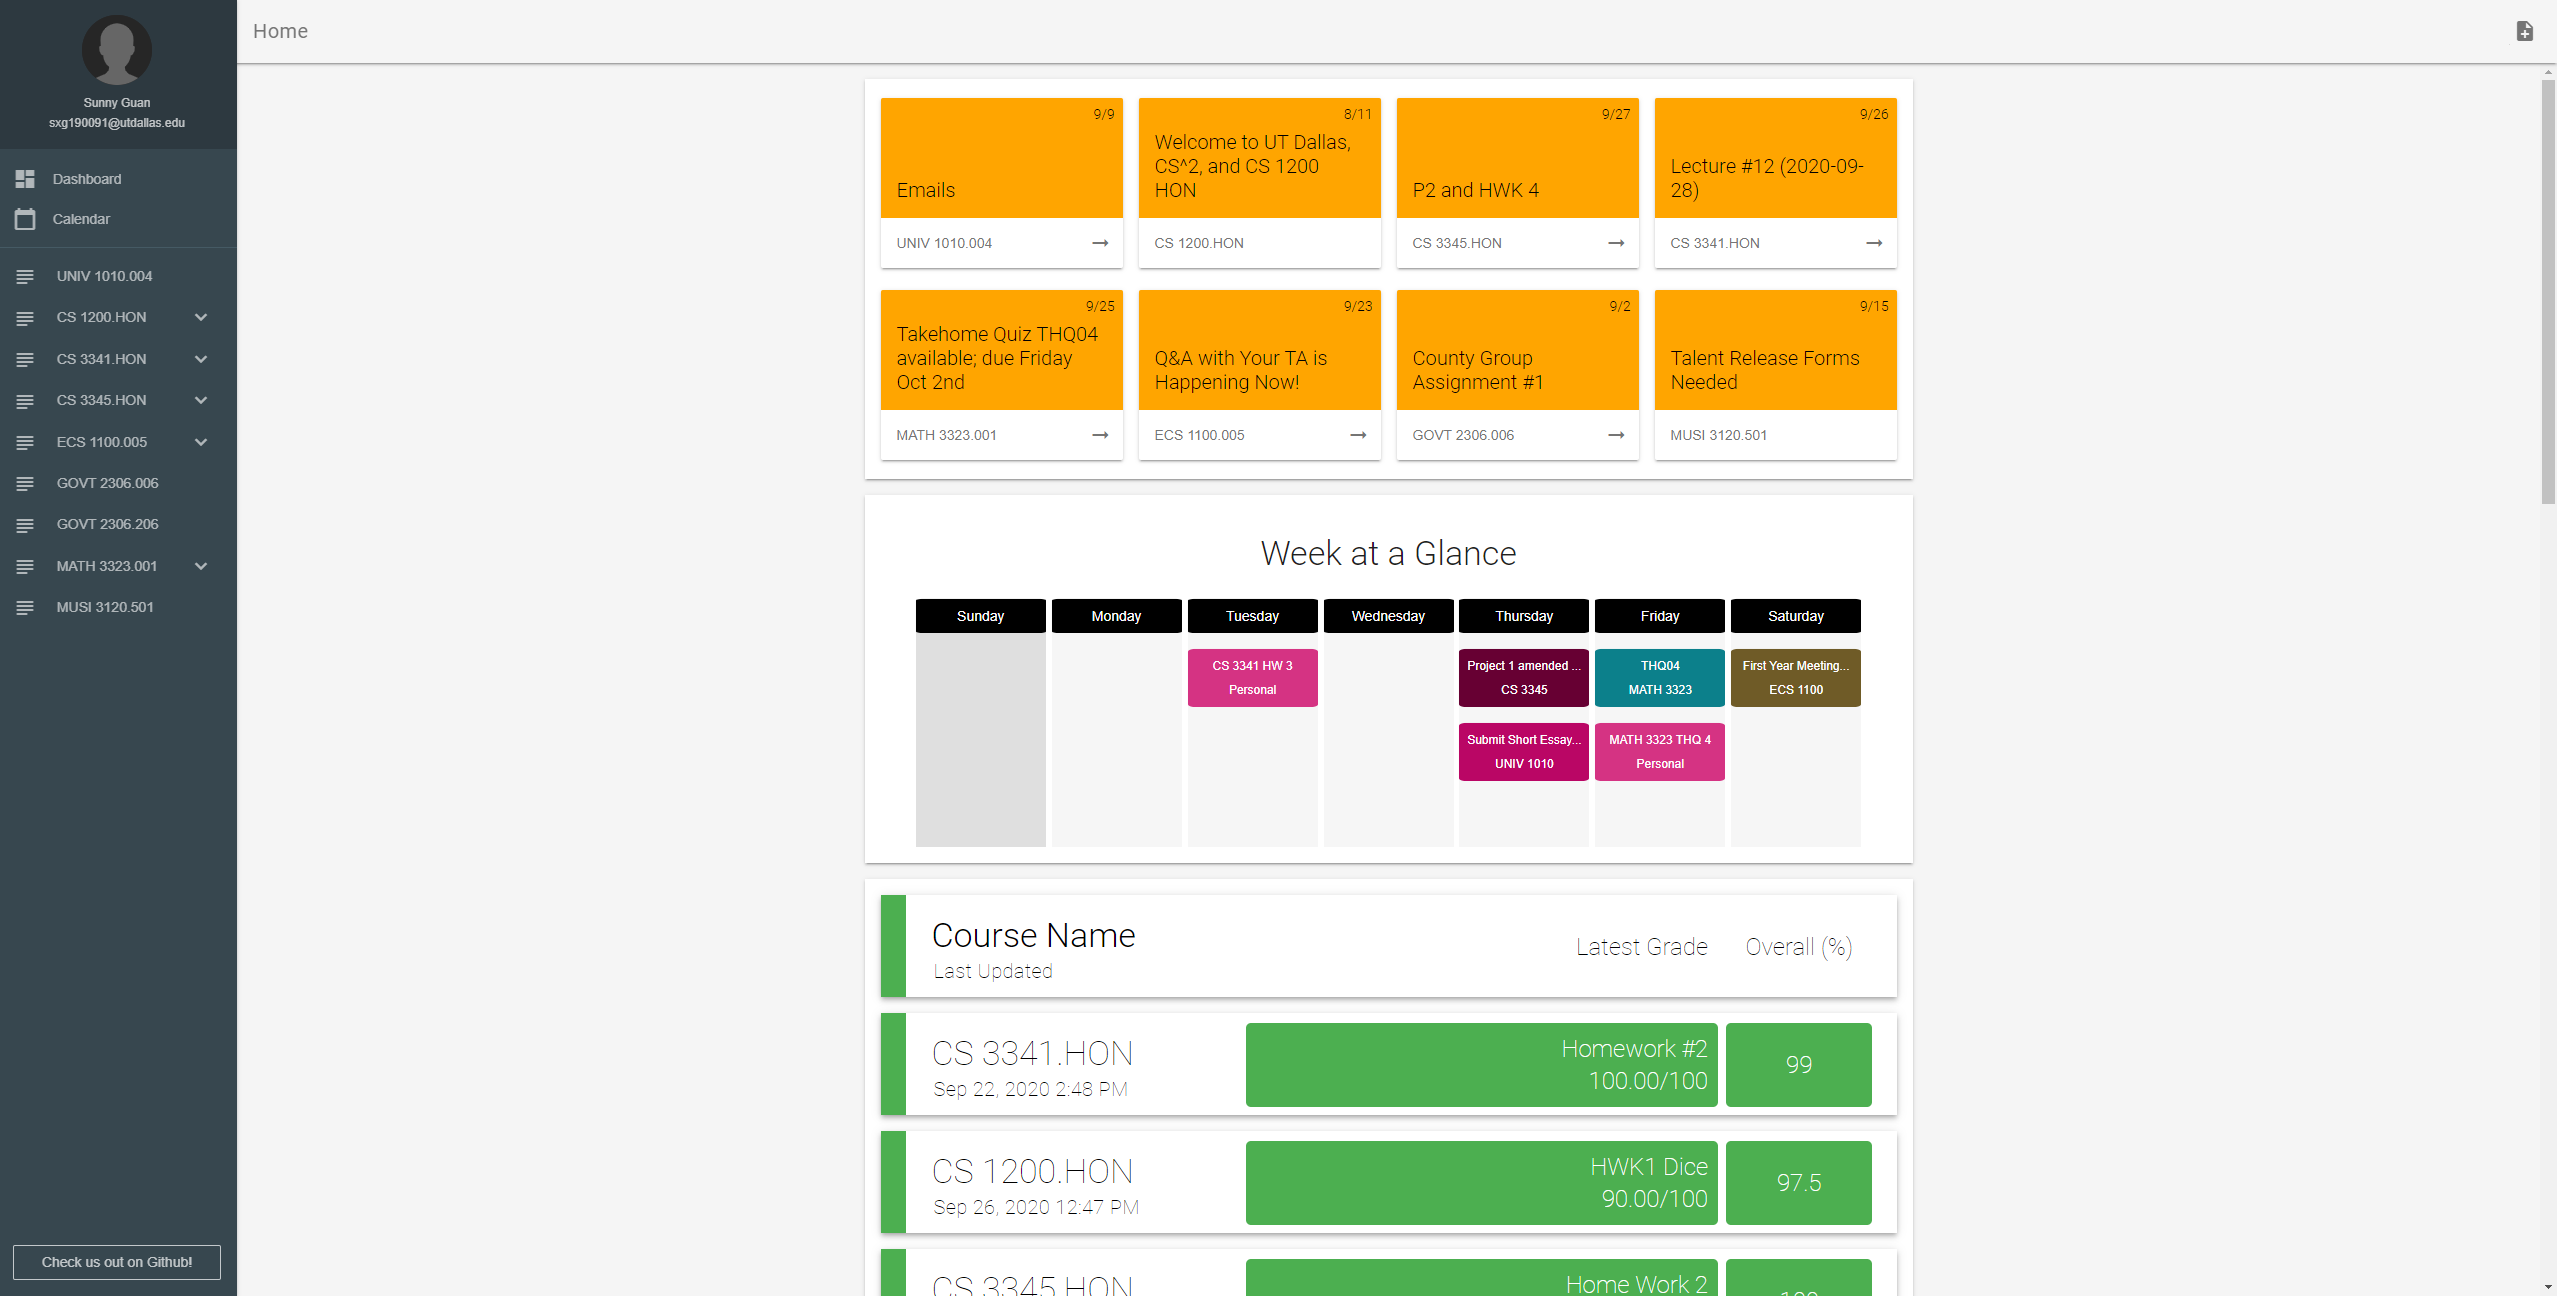 Sunny Guan
sxg190091@utdallas.edu
Dashboard
Calendar
UNIV 1010.004
CS 1200.HON
CS 3341.HON
CS 3345.HON
ECS 1100.005
GOVT 2306.006
GOVT 2306.206
MATH 3323.001
MUSI 3120.501
Check us out on Github!
Home
9/9
Emails
UNIV 1010.004
8/11
Welcome to UT Dallas,
CS^2, and CS 1200
HON
CS 1200.HON
9/27
P2 and HWK 4
CS 3345.HON
9/26
Lecture #12 (2020-09-
28)
CS 3341.HON
9/25
Takehome Quiz THQ04
available; due Friday
Oct 2nd
MATH 3323.001
9/23
Q&A with Your TA is
Happening Now!
ECS 1100.005
9/2
County Group
Assignment #1
GOVT 2306.006
9/15
Talent Release Forms
Needed
MUSI 3120.501
Week at a Glance
Sunday
Monday
Tuesday
CS 3341 HW 3
Personal
Wednesday
Thursday
Project 1 amended ...
CS 3345
Submit Short Essay...
UNIV 1010
Friday
THQ04
MATH 3323
MATH 3323 THQ 4
Personal
Saturday
First Year Meeting...
ECS 1100
Course Name
Last Updated
Latest Grade
Overall (%)
CS 3341.HON
Sep 22, 2020 2:48 PM
Homework #2
100.00/100
99
CS 1200.HON
Sep 26, 2020 12:47 PM
HWK1 Dice
90.00/100
97.5
CS 3345.HON
Home Work 2